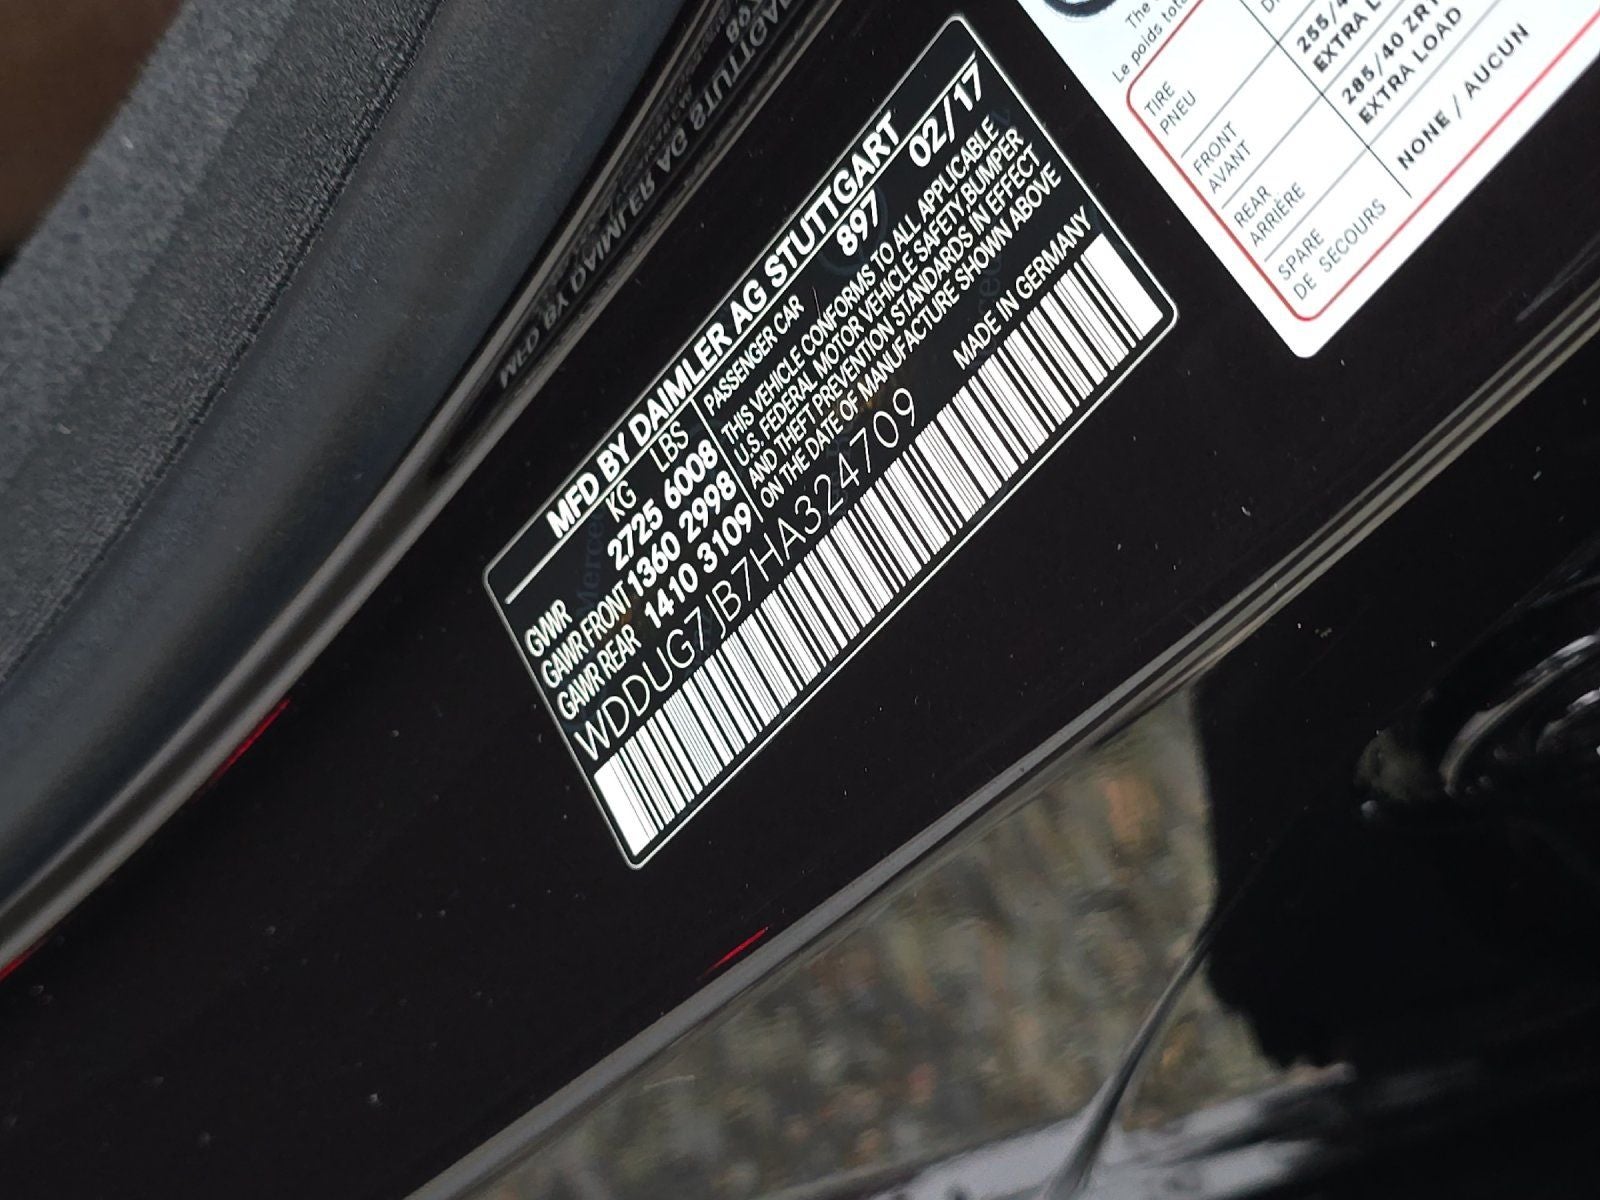 MFD BY DAIMLER AG STUTTGART
897 02/17
KG LBS
GVWR 2725 6008
GAWR FRONT 1360 2998
GAWR REAR 1410 3109
PASSENGER CAR
THIS VEHICLE CONFORMS TO ALL APPLICABLE
U.S. FEDERAL MOTOR VEHICLE SAFETY, BUMPER
AND THEFT PREVENTION STANDARDS IN EFFECT
ON THE DATE OF MANUFACTURE SHOWN ABOVE
WDDUG7JB7HA324709
MADE IN GERMANY
The
Le poids
TIRE
PNEU
FRONT
AVANT
EXTRA
REAR
ARRIÈRE
285/40
EXTRA LOAD
SPARE
DE SECOURS
NONE / AUCUN